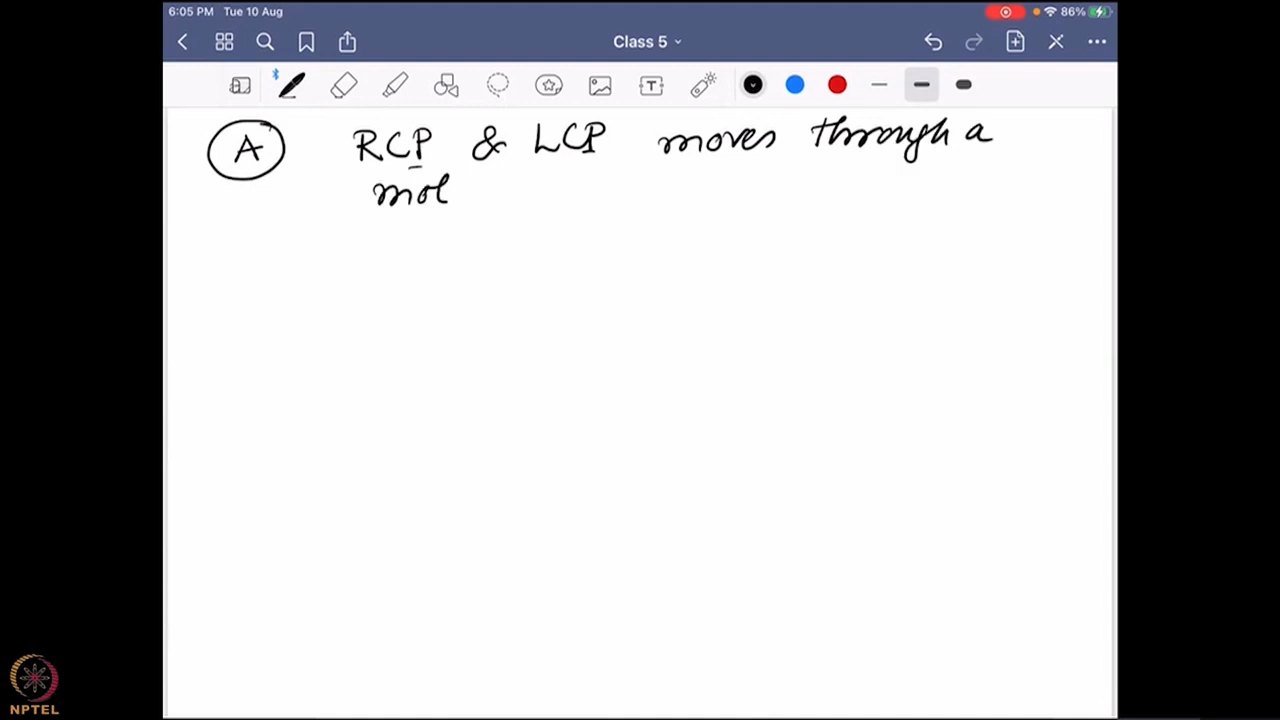 6:05 PM Tue 10 Aug 86%
Class 5
T
A RCP & LCP moves through a
mol
NPTEL